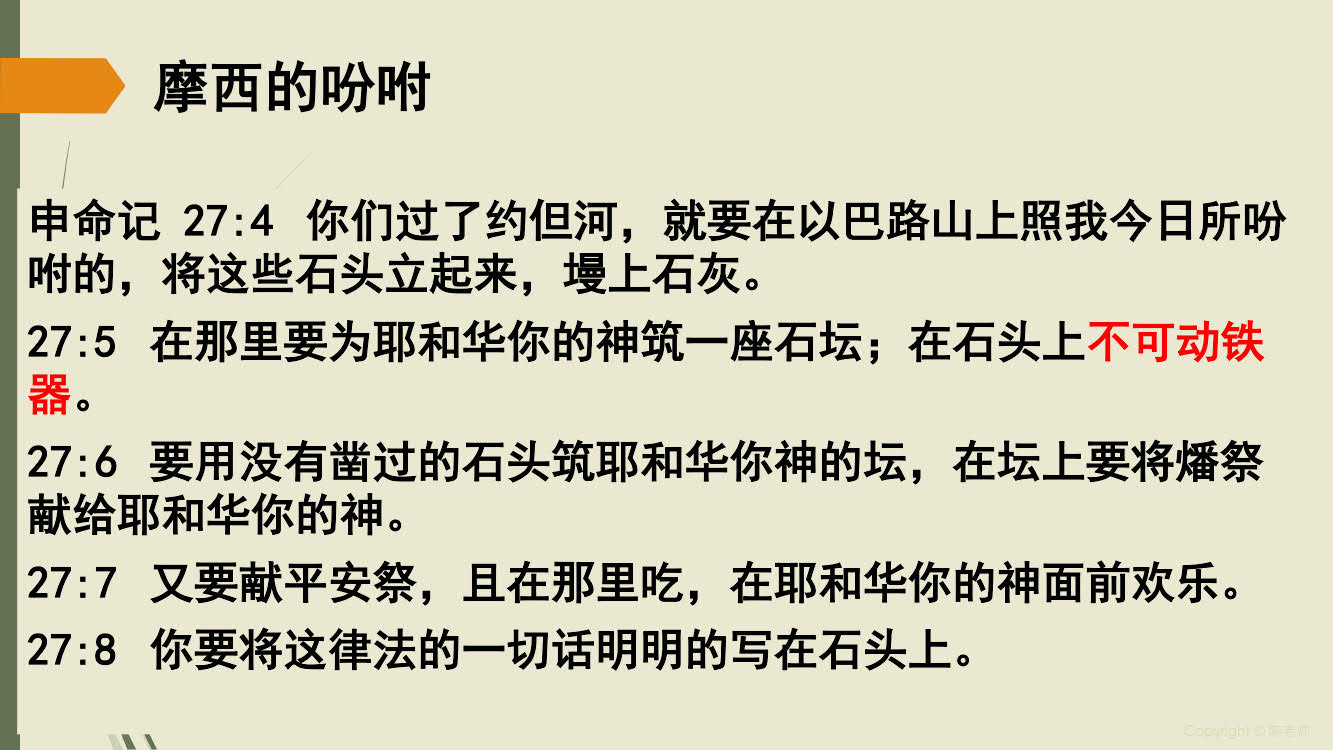 摩西的吩咐
申命记 27:4 你们过了约但河，就要在以巴路山上照我今日所吩
咐的，将这些石头立起来，墁上石灰。
27:5 在那里要为耶和华你的神筑一座石坛；在石头上不可动铁
器。
27:6 要用没有凿过的石头筑耶和华你神的坛，在坛上要将燔祭
献给耶和华你的神。
27:7 又要献平安祭，且在那里吃，在耶和华你的神面前欢乐。
27:8 你要将这律法的一切话明明的写在石头上。
Copyright @陈老师